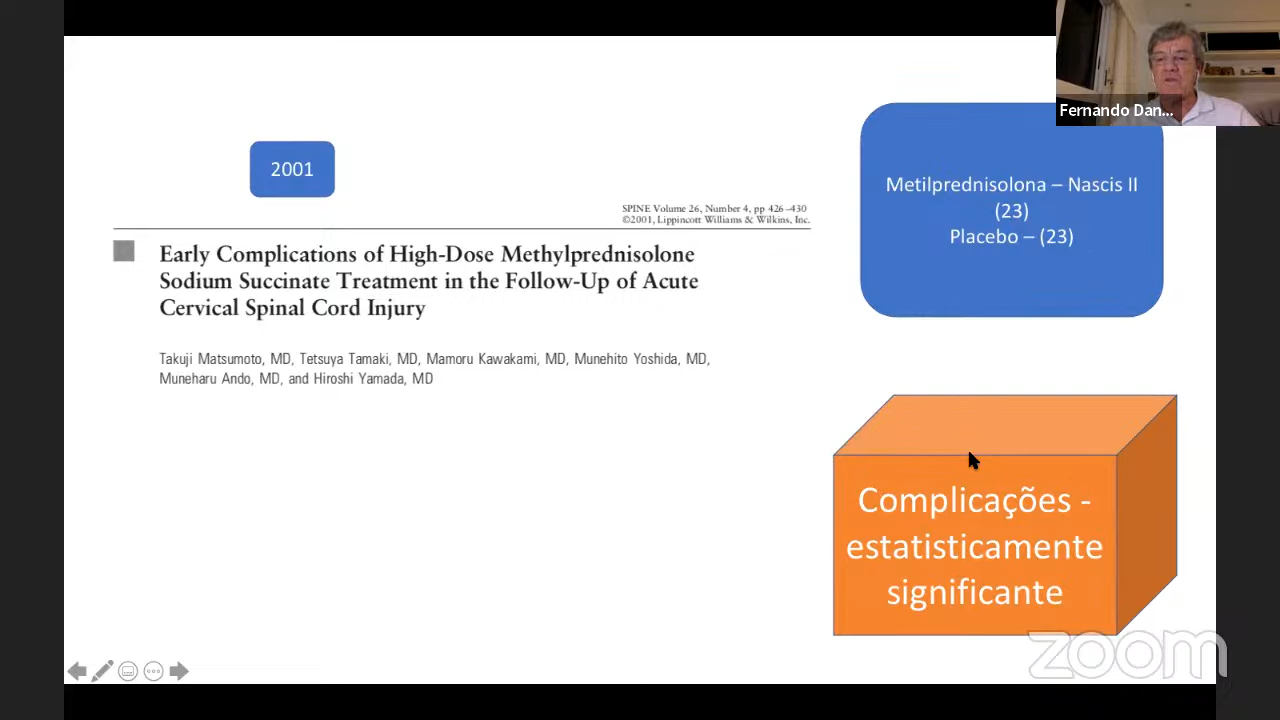 Fernando Dan...
2001
Metilprednisolona – Nascis II
(23)
Placebo – (23)
SPINE Volume 26, Number 4, pp 426–430
©2001, Lippincott Williams & Wilkins, Inc.
Early Complications of High-Dose Methylprednisolone
Sodium Succinate Treatment in the Follow-Up of Acute
Cervical Spinal Cord Injury
Takuji Matsumoto, MD, Tetsuya Tamaki, MD, Mamoru Kawakami, MD, Munehito Yoshida, MD,
Muneharu Ando, MD, and Hiroshi Yamada, MD
Complicações -
estatisticamente
significante
zoom